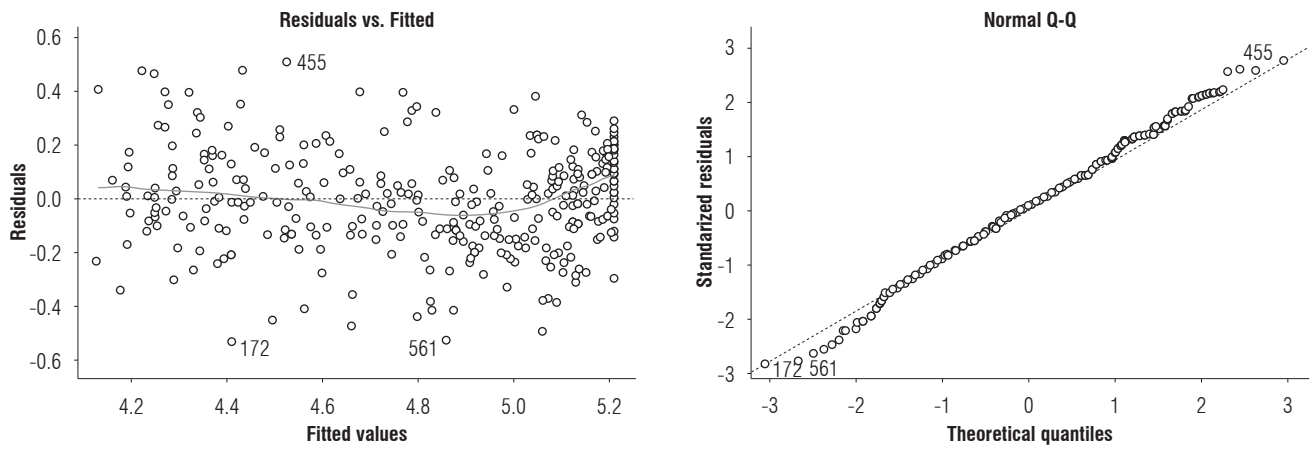 Residuals vs. Fitted
Residuals
0.6
0.4
0.2
0.0
-0.2
-0.4
-0.6
455
172
561
4.2 4.4 4.6 4.8 5.0 5.2
Fitted values
Normal Q-Q
Standarized residuals
3
2
1
0
-1
-2
-3
455
172 561
-3 -2 -1 0 1 2 3
Theoretical quantiles